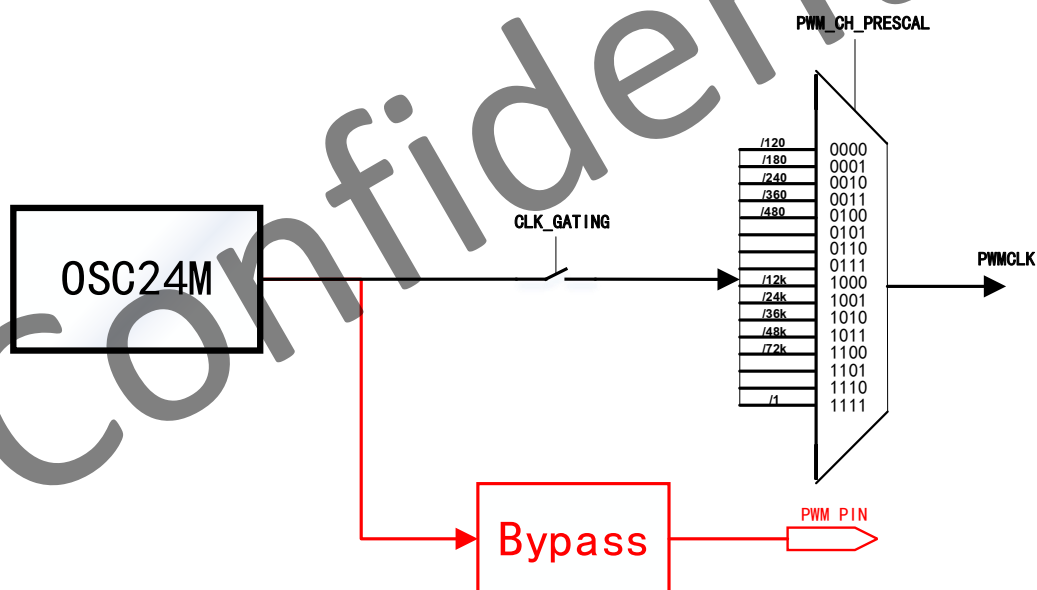 PWM_CH_PRESCAL
/120 0000
/180 0001
/240 0010
/360 0011
/480 0100
0101
0110
0111
/12k 1000
/24k 1001
/36k 1010
/48k 1011
/72k 1100
1101
1110
/1 1111
CLK_GATING
OSC24M
PWMCLK
Bypass
PWM PIN